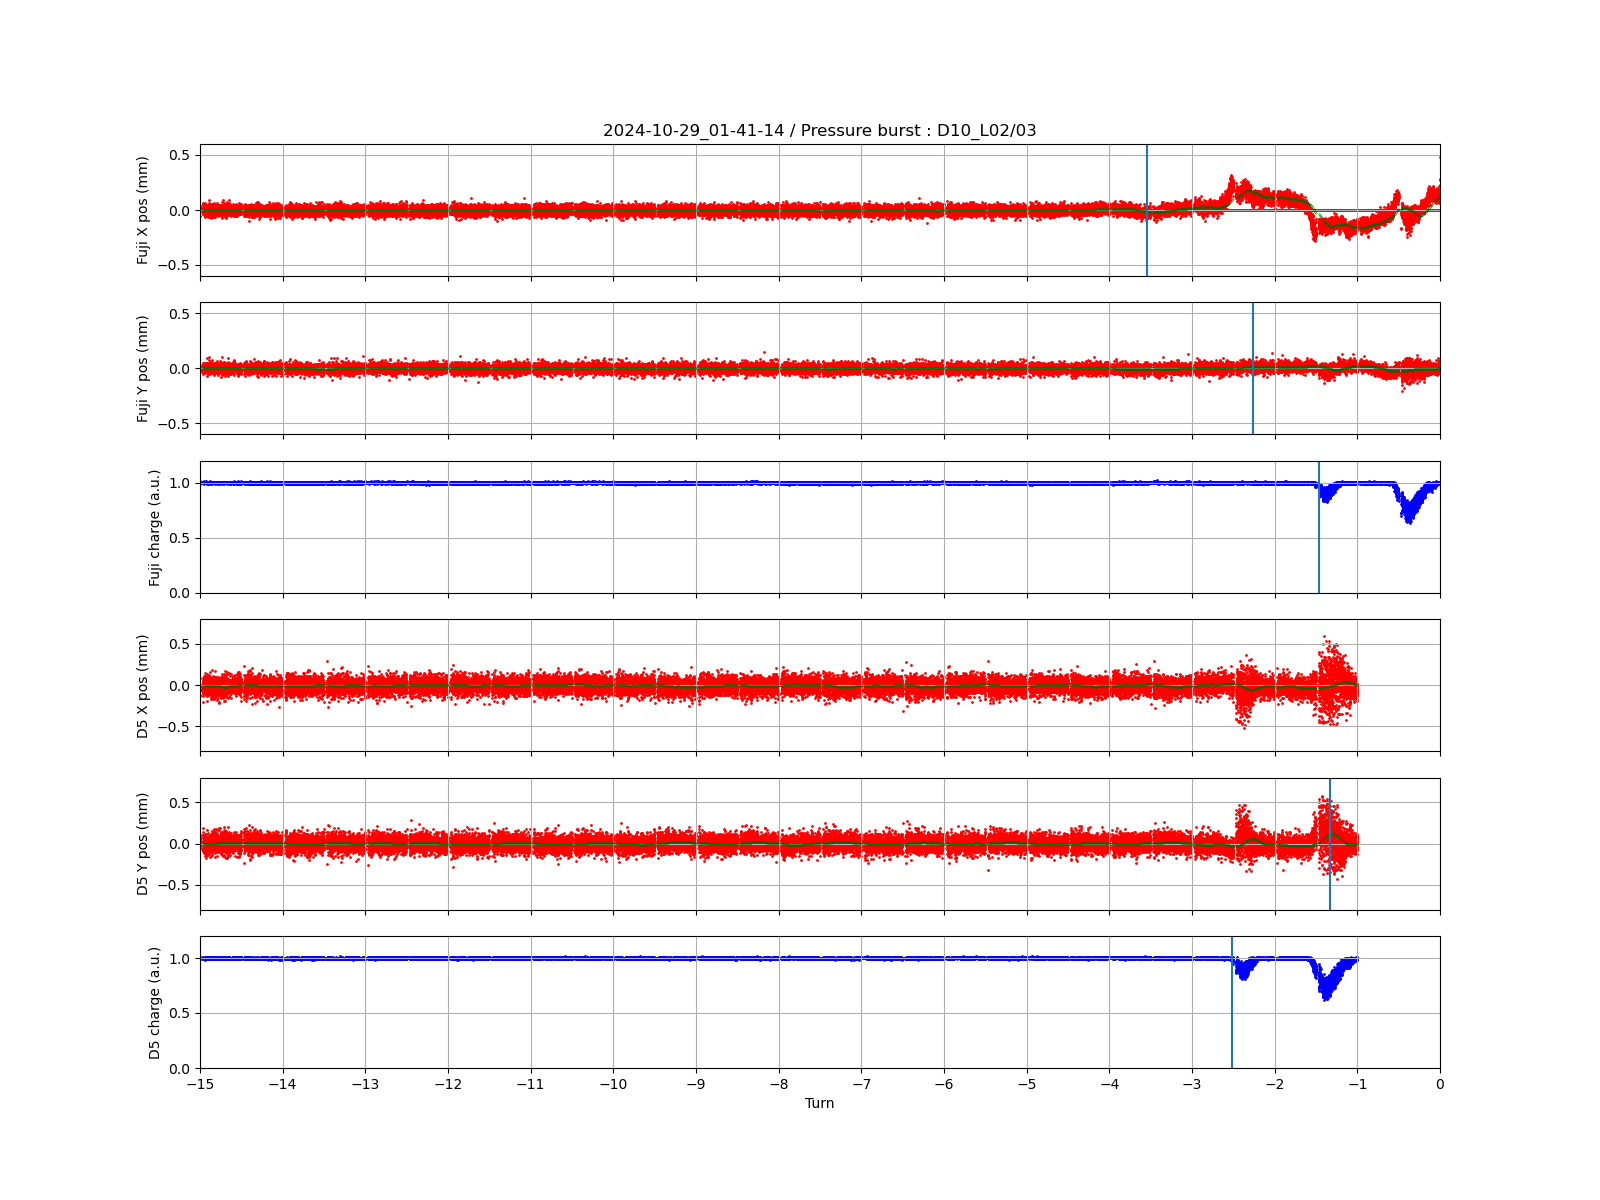 2024-10-29_01-41-14 / Pressure burst : D10_L02/03
Fuji X pos (mm)
0.5
0.0
−0.5
Fuji Y pos (mm)
0.5
0.0
−0.5
Fuji charge (a.u.)
1.0
0.5
0.0
D5 X pos (mm)
0.5
0.0
−0.5
D5 Y pos (mm)
0.5
0.0
−0.5
D5 charge (a.u.)
1.0
0.5
0.0
−15 −14 −13 −12 −11 −10 −9 −8 −7 −6 −5 −4 −3 −2 −1 0
Turn